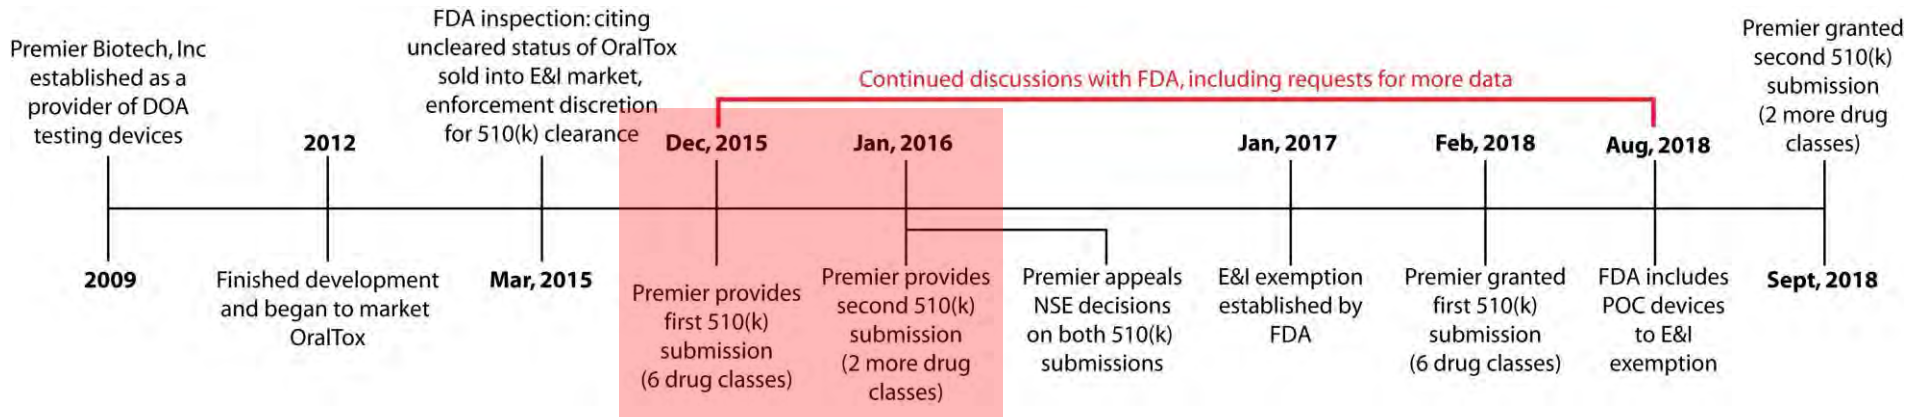 Premier Biotech, Inc
established as a
provider of DOA
testing devices
2009
2012
Finished development
and began to market
OralTox
FDA inspection: citing
uncleared status of OralTox
sold into E&I market,
enforcement discretion
for 510(k) clearance
Mar, 2015
Continued discussions with FDA, including requests for more data
Dec, 2015
Premier provides
first 510(k)
submission
(6 drug classes)
Jan, 2016
Premier provides
second 510(k)
submission
(2 more drug
classes)
Premier appeals
NSE decisions
on both 510(k)
submissions
Jan, 2017
E&I exemption
established by
FDA
Feb, 2018
Premier granted
first 510(k)
submission
(6 drug classes)
Aug, 2018
FDA includes
POC devices
to E&I
exemption
Premier granted
second 510(k)
submission
(2 more drug
classes)
Sept, 2018